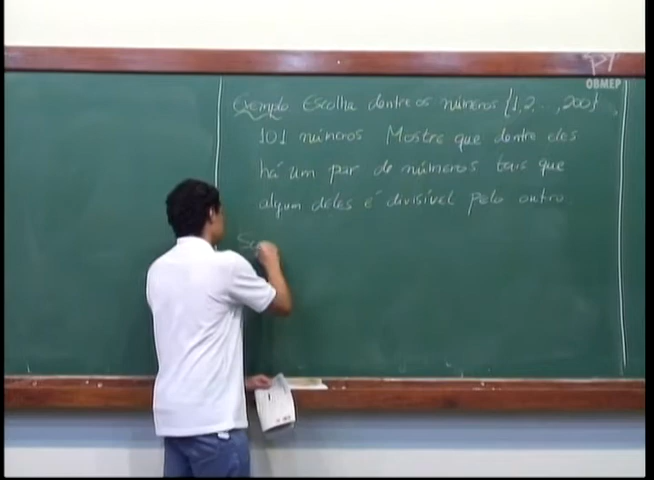 Exemplo Escolha dentre os números {1,2...,200},
101 números Mostre que dentre eles
há um par de números tais que
algum deles é divisível pelo outro.
OBMEP